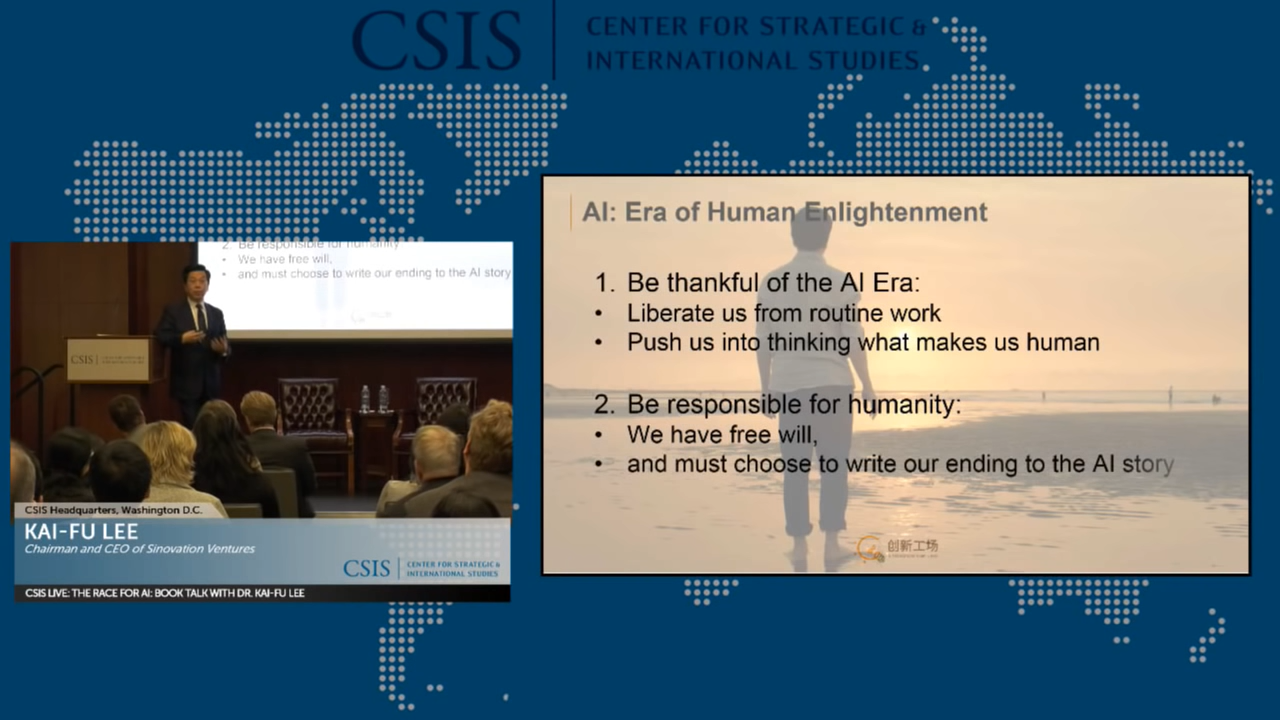 CSIS
CENTER FOR STRATEGIC &
INTERNATIONAL STUDIES
2. Be responsible for humanity
• We have free will,
• and must choose to write our ending to the AI story
CSIS
CSIS Headquarters, Washington D.C.
KAI-FU LEE
Chairman and CEO of Sinovation Ventures
CSIS
CENTER FOR STRATEGIC &
INTERNATIONAL STUDIES
CSIS LIVE: THE RACE FOR AI: BOOK TALK WITH DR. KAI-FU LEE
AI: Era of Human Enlightenment
1. Be thankful of the AI Era:
• Liberate us from routine work
• Push us into thinking what makes us human
2. Be responsible for humanity:
• We have free will,
• and must choose to write our ending to the AI story
创新工场